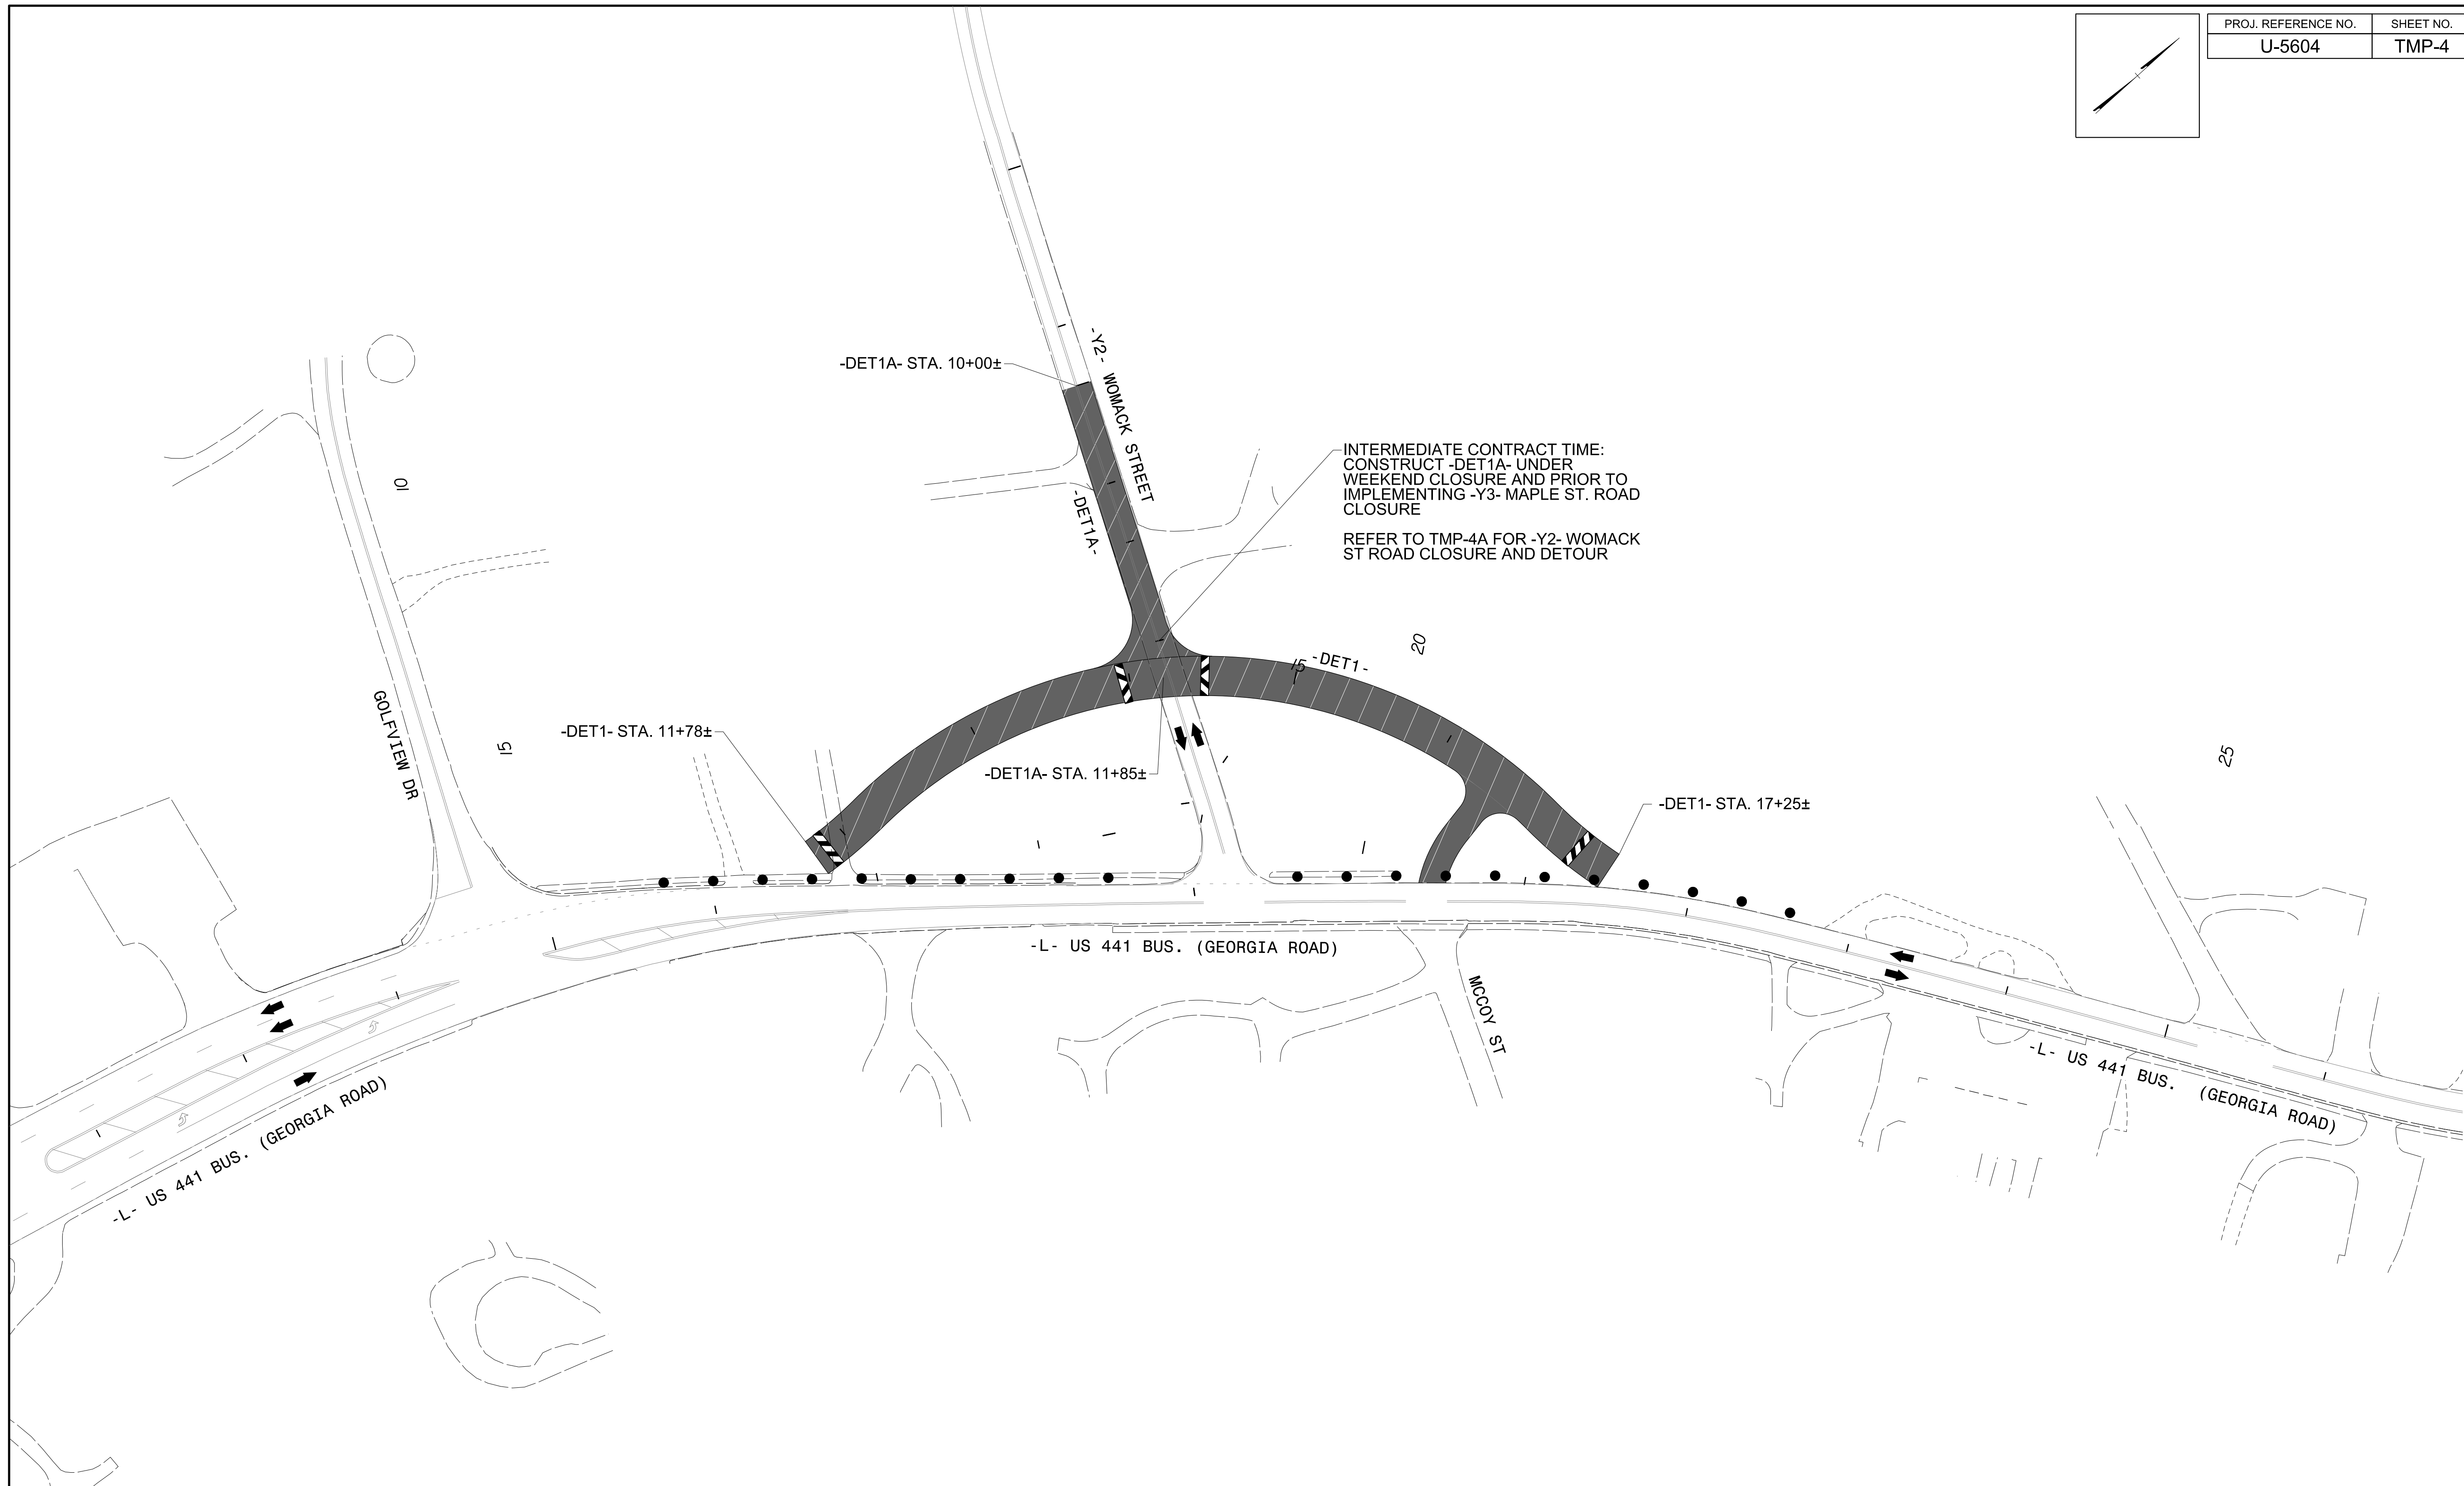 PROJ. REFERENCE NO.
SHEET NO.
U-5604
TMP-4
-DET1A- STA. 10+00±
-Y2- WOMACK STREET
-DET1A-
INTERMEDIATE CONTRACT TIME:
CONSTRUCT -DET1A- UNDER
WEEKEND CLOSURE AND PRIOR TO
IMPLEMENTING -Y3- MAPLE ST. ROAD
CLOSURE
REFER TO TMP-4A FOR -Y2- WOMACK
ST ROAD CLOSURE AND DETOUR
10
20
15
-DET1-
GOLFVIEW DR
15
-DET1- STA. 11+78±
-DET1A- STA. 11+85±
25
-DET1- STA. 17+25±
-L- US 441 BUS. (GEORGIA ROAD)
MCCOY ST
-L- US 441 BUS. (GEORGIA ROAD)
-L- US 441 BUS. (GEORGIA ROAD)